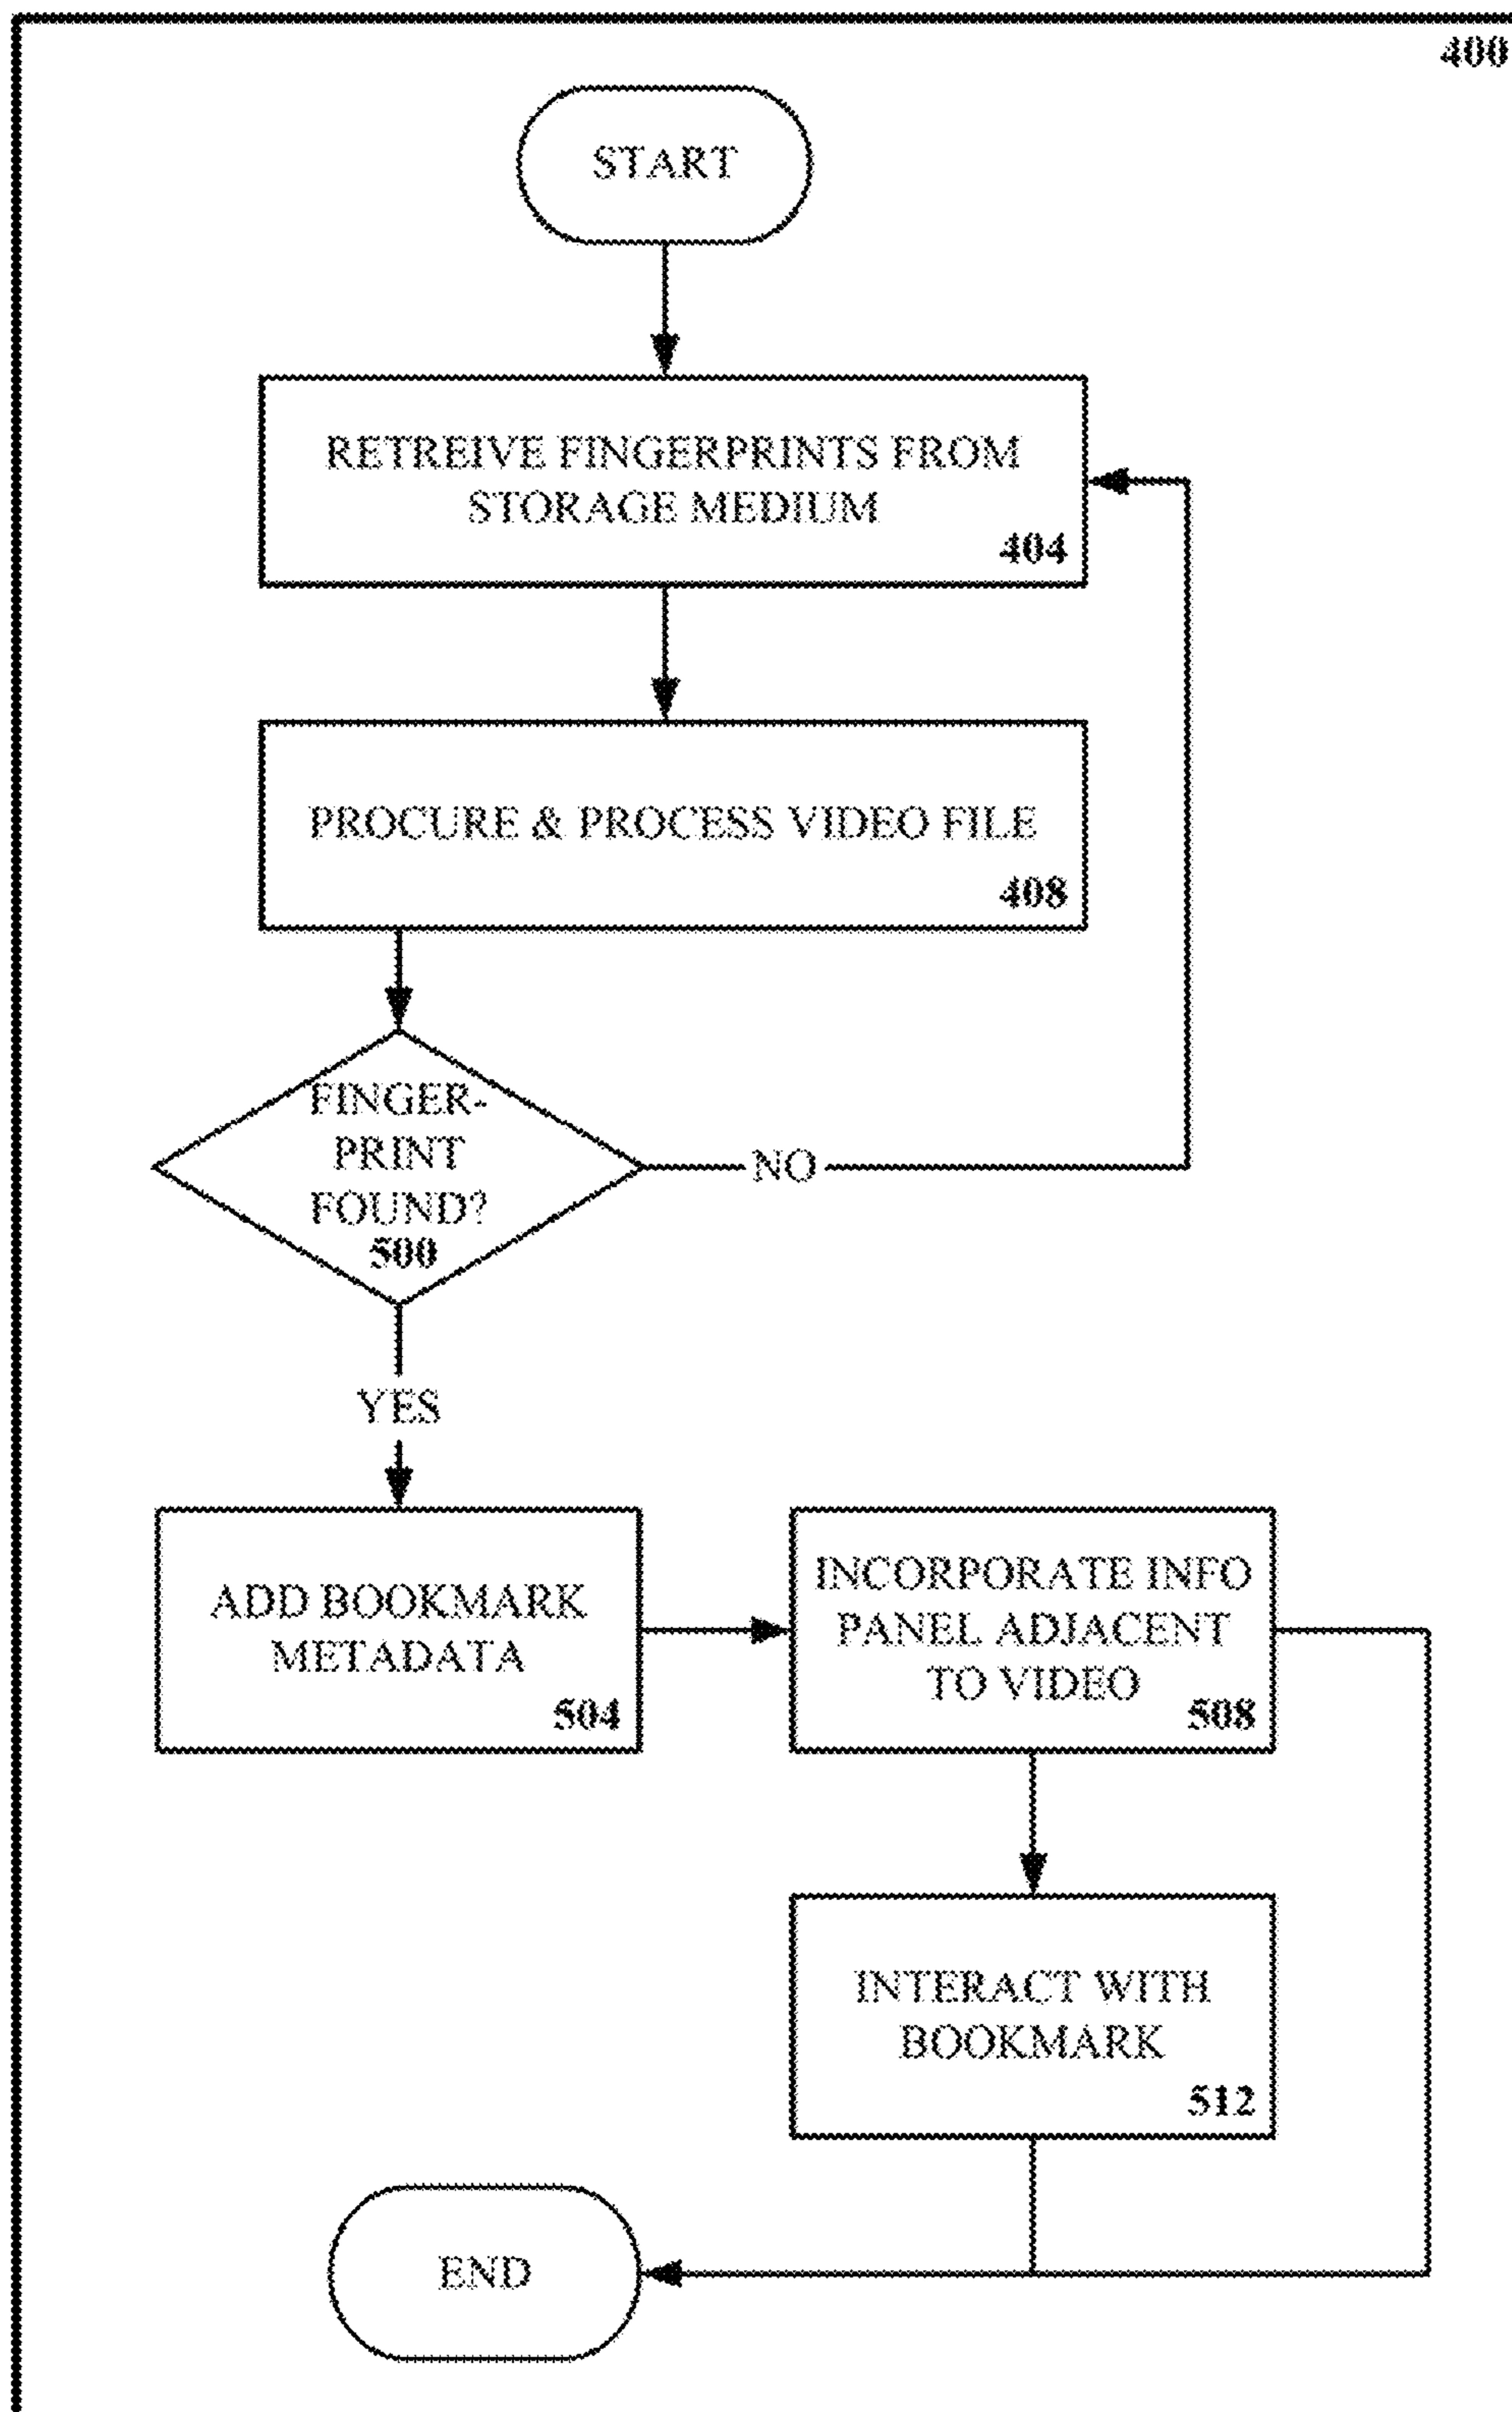 400
START
RETREIVE FINGERPRINTS FROM
STORAGE MEDIUM
404
PROCURE & PROCESS VIDEO FILE
408
FINGER-
PRINT
FOUND?
500
NO
YES
ADD BOOKMARK
METADATA
504
INCORPORATE INFO
PANEL ADJACENT
TO VIDEO
508
INTERACT WITH
BOOKMARK
512
END